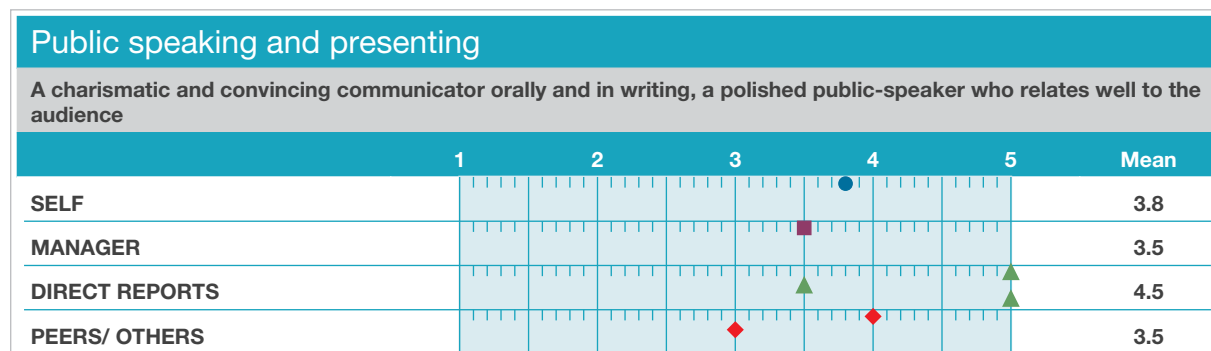 Public speaking and presenting
A charismatic and convincing communicator orally and in writing, a polished public-speaker who relates well to the
audience
1 2 3 4 5 Mean
SELF 3.8
MANAGER 3.5
DIRECT REPORTS 4.5
PEERS/ OTHERS 3.5